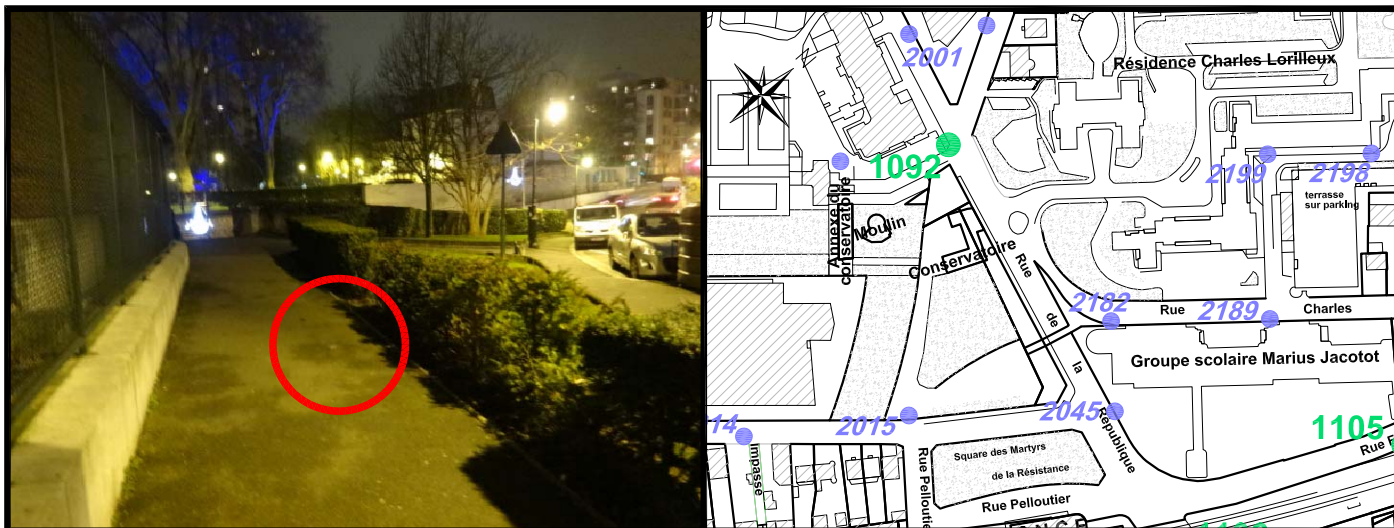 2001
Résidence Charles Lorilleux
1092
2199
2198
terrasse
sur parking
Annexe du
conservatoire
Moulin
Conservatoire
Rue
de
la
Republique
2182
Rue
2189
Charles
Groupe scolaire Marius Jacotot
14
2015
2045
1105
Impasse
Rue Pelloutier
Square des Martyrs
de la Résistance
Rue Pelloutier